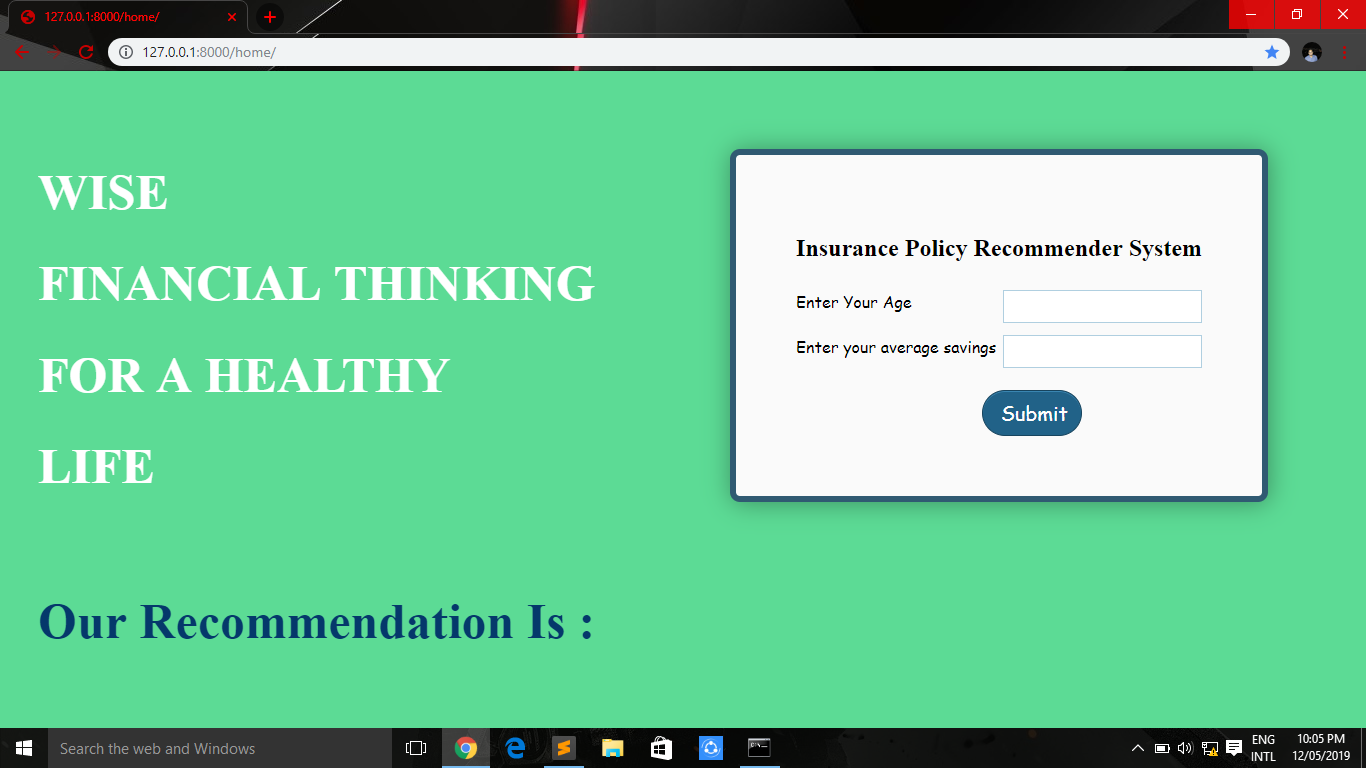 127.0.0.1:8000/home/
127.0.0.1:8000/home/
WISE
FINANCIAL THINKING
FOR A HEALTHY
LIFE
Insurance Policy Recommender System
Enter Your Age
Enter your average savings
Submit
Our Recommendation Is :
Search the web and Windows
ENG
INTL
10:05 PM
12/05/2019